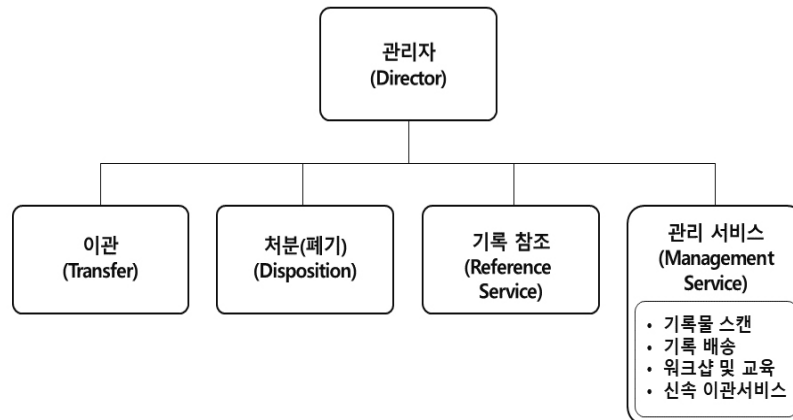 관리자
(Director)
이관
(Transfer)
처분(폐기)
(Disposition)
기록 참조
(Reference
Service)
관리 서비스
(Management
Service)
• 기록물 스캔
• 기록 배송
• 워크샵 및 교육
• 신속 이관서비스